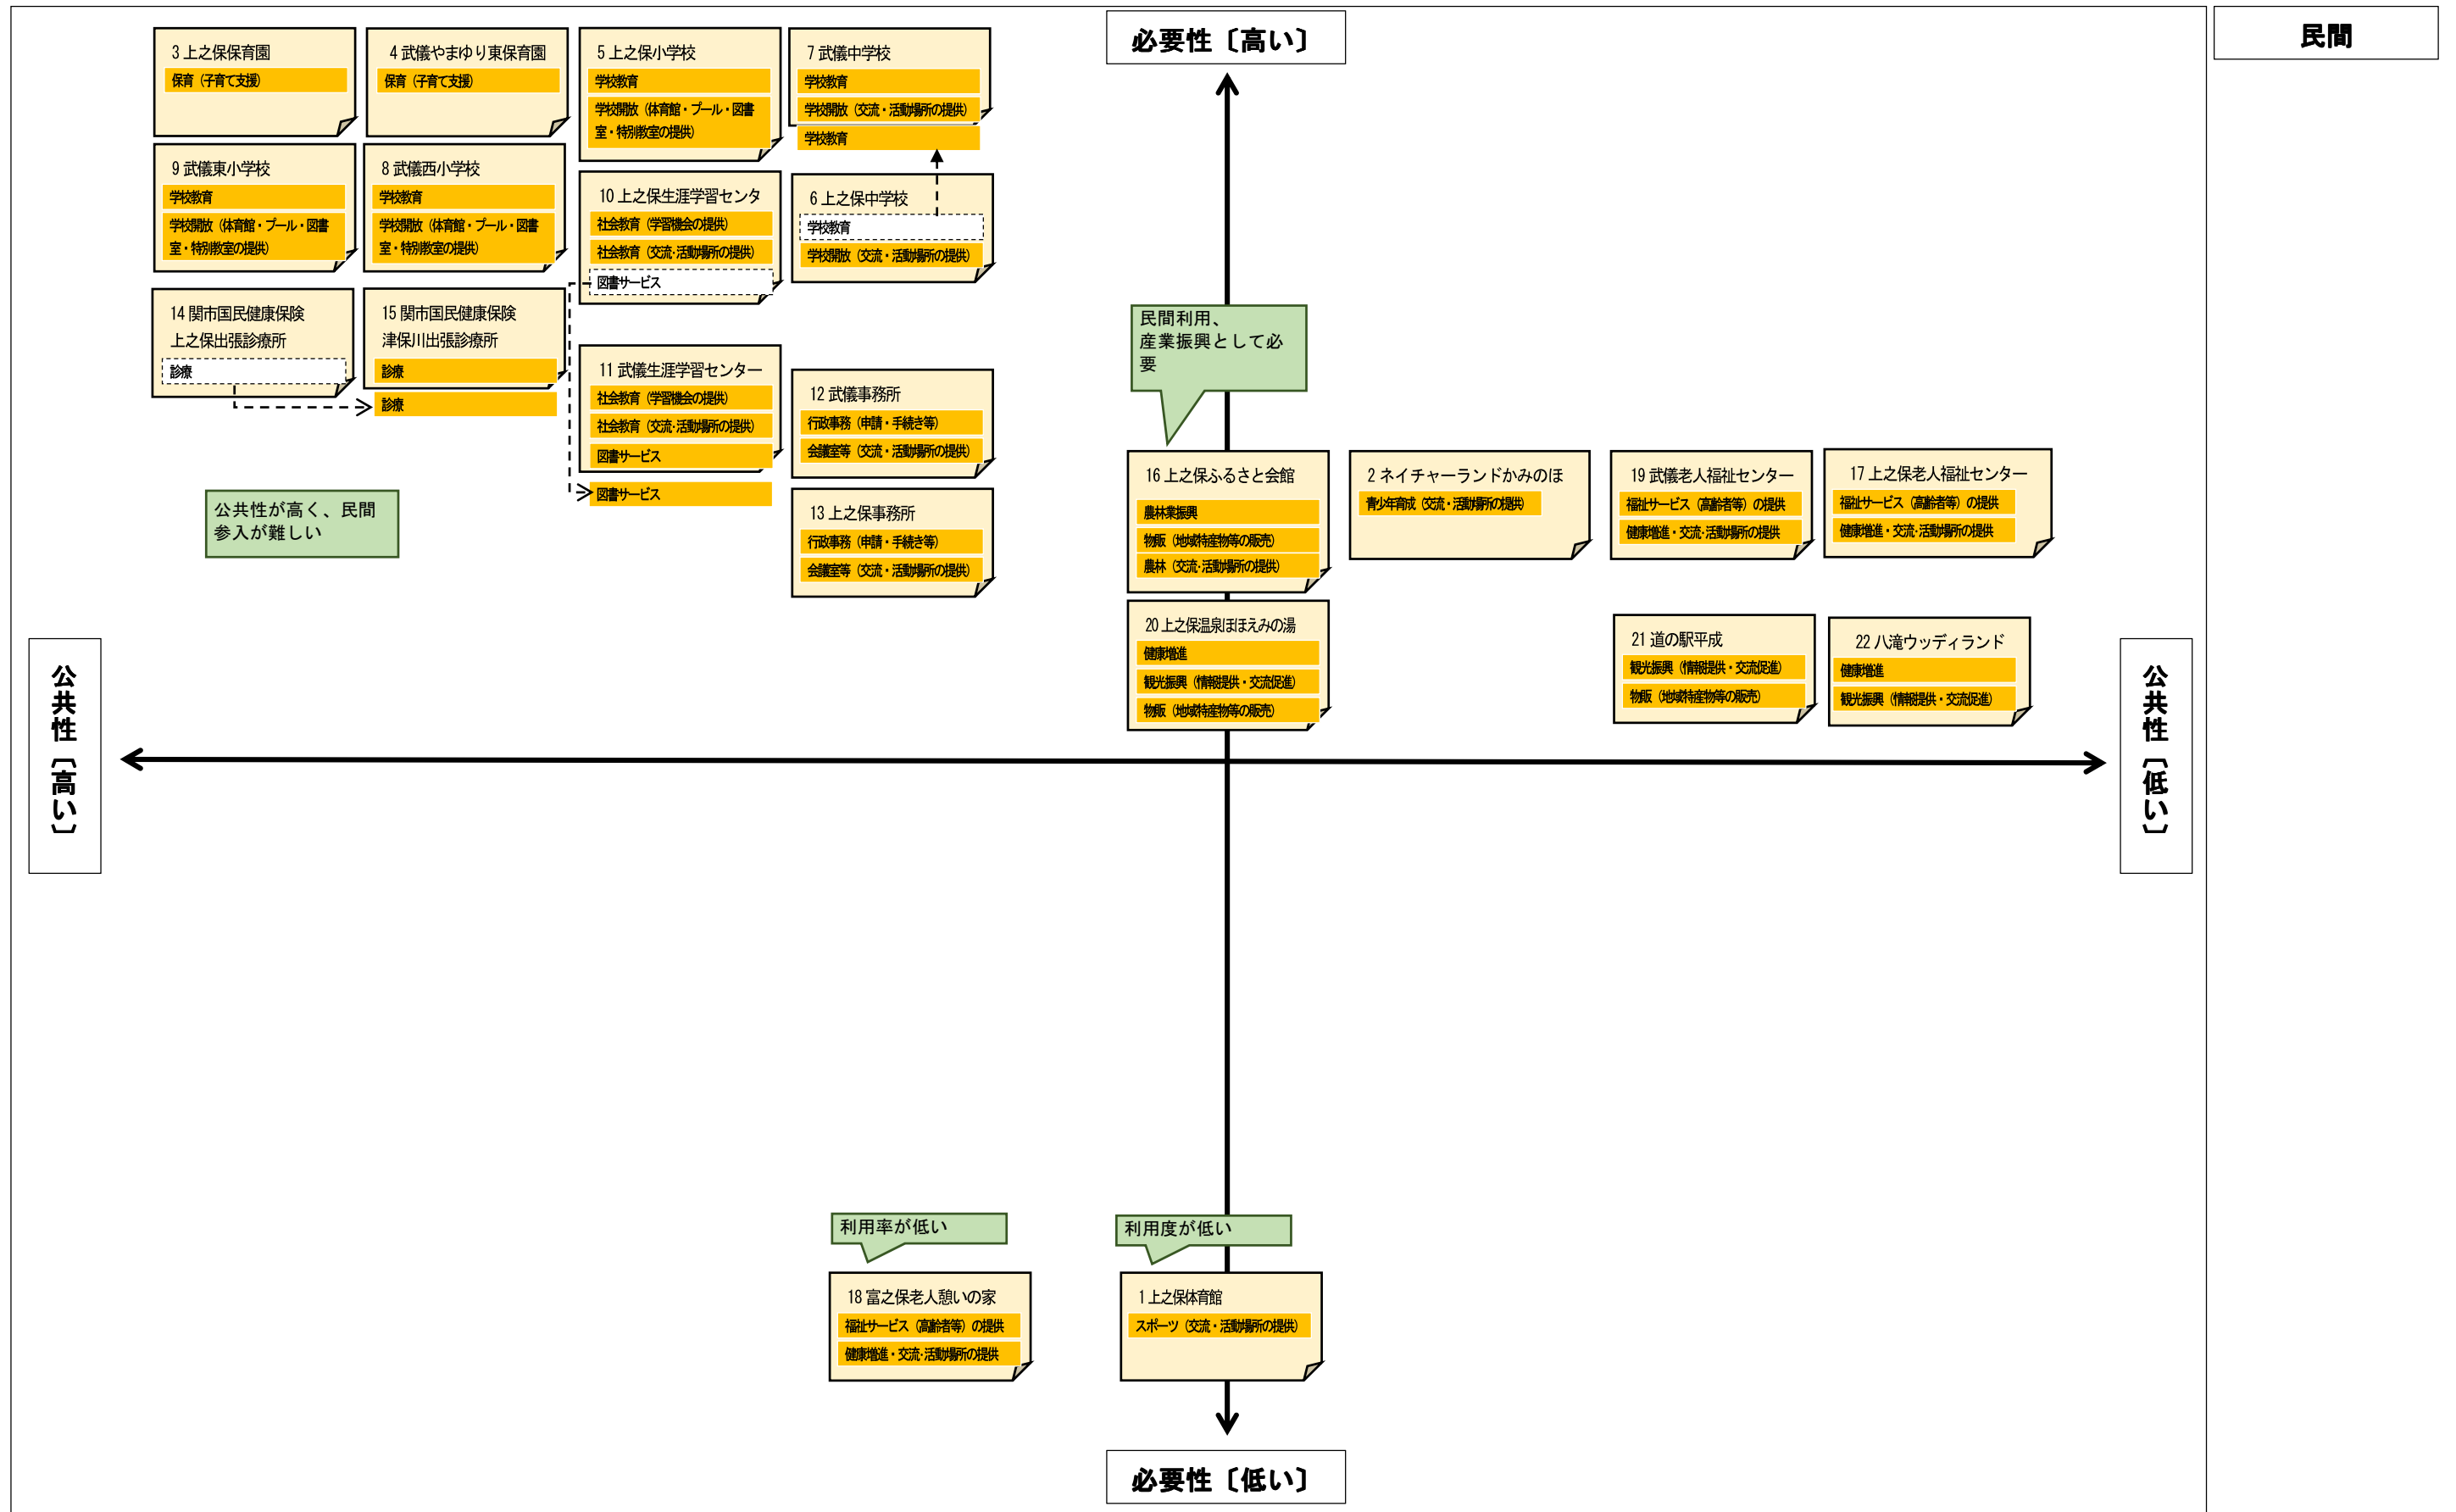 必要性〔高い〕
民間
3 上之保保育園
保育（子育て支援）
4 武儀やまゆり東保育園
保育（子育て支援）
5 上之保小学校
学校教育
学校開放（体育館・プール・図書
室・特別教室の提供）
7 武儀中学校
学校教育
学校開放（交流・活動場所の提供）
学校教育
9 武儀東小学校
学校教育
学校開放（体育館・プール・図書
室・特別教室の提供）
8 武儀西小学校
学校教育
学校開放（体育館・プール・図書
室・特別教室の提供）
10 上之保生涯学習センタ
社会教育（学習機会の提供）
社会教育（交流・活動場所の提供）
図書サービス
6 上之保中学校
学校教育
学校開放（交流・活動場所の提供）
14 関市国民健康保険
上之保出張診療所
診療
15 関市国民健康保険
津保川出張診療所
診療
診療
11 武儀生涯学習センター
社会教育（学習機会の提供）
社会教育（交流・活動場所の提供）
図書サービス
図書サービス
12 武儀事務所
行政事務（申請・手続き等）
会議室等（交流・活動場所の提供）
13 上之保事務所
行政事務（申請・手続き等）
会議室等（交流・活動場所の提供）
公共性が高く、民間
参入が難しい
民間利用、
産業振興として必
要
16 上之保ふるさと会館
農林業振興
物販（地域特産物等の販売）
農林（交流・活動場所の提供）
2 ネイチャーランドかみのほ
青少年育成（交流・活動場所の提供）
19 武儀老人福祉センター
福祉サービス（高齢者等）の提供
健康増進・交流・活動場所の提供
17 上之保老人福祉センター
福祉サービス（高齢者等）の提供
健康増進・交流・活動場所の提供
20 上之保温泉ほほえみの湯
健康増進
観光振興（情報提供・交流促進）
物販（地域特産物等の販売）
21 道の駅平成
観光振興（情報提供・交流促進）
物販（地域特産物等の販売）
22 八滝ウッディランド
健康増進
観光振興（情報提供・交流促進）
公共性〔高い〕
公共性〔低い〕
利用率が低い
利用度が低い
18 富之保老人憩いの家
福祉サービス（高齢者等）の提供
健康増進・交流・活動場所の提供
1 上之保体育館
スポーツ（交流・活動場所の提供）
必要性〔低い〕